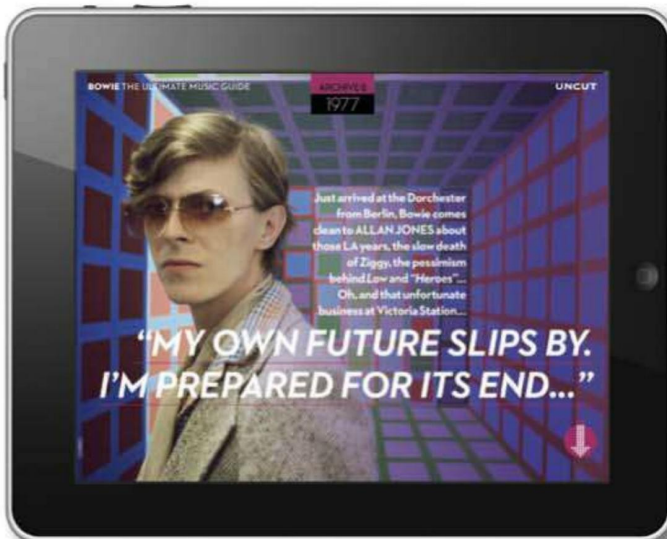 BOWIE THE ULTIMATE MUSIC GUIDE
ARCHIVE 8
UNCUT
1977
Just arrived at the Dorchester
from Berlin, Bowie comes
clean to ALLAN JONES about
those LA years, the slow death
of Ziggy, the pessimism
behind Low and "Heroes"...
Oh, and that unfortunate
business at Victoria Station...
“MY OWN FUTURE SLIPS BY.
I’M PREPARED FOR ITS END...”